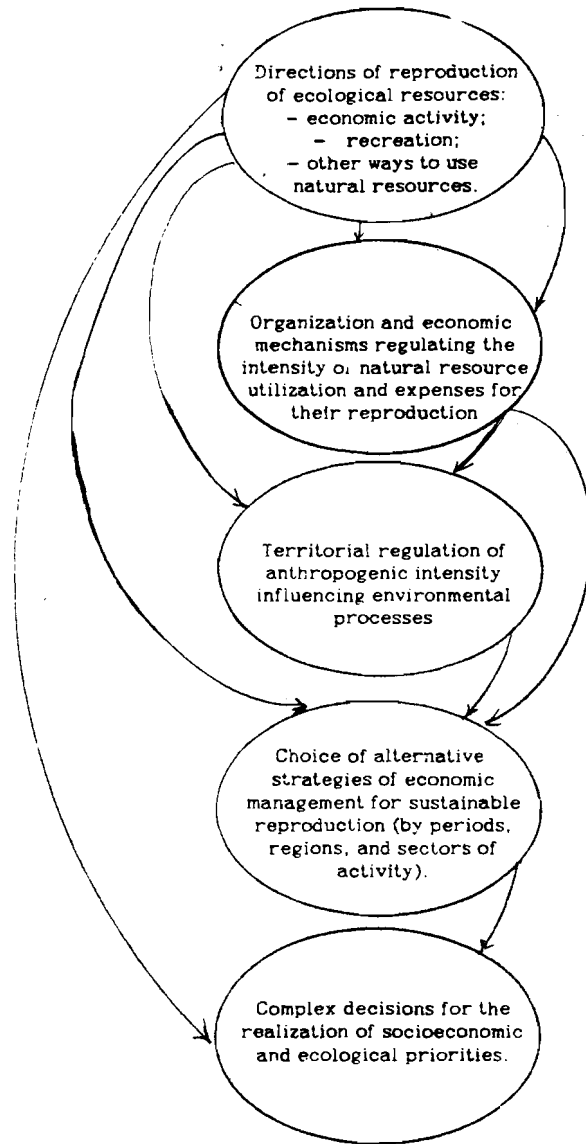 Directions of reproduction
of ecological resources:
- economic activity;
- recreation;
- other ways to use
natural resources.
Organization and economic
mechanisms regulating the
intensity of natural resource
utilization and expenses for
their reproduction
Territorial regulation of
anthropogenic intensity
influencing environmental
processes
Choice of alternative
strategies of economic
management for sustainable
reproduction (by periods,
regions, and sectors of
activity).
Complex decisions for the
realization of socioeconomic
and ecological priorities.